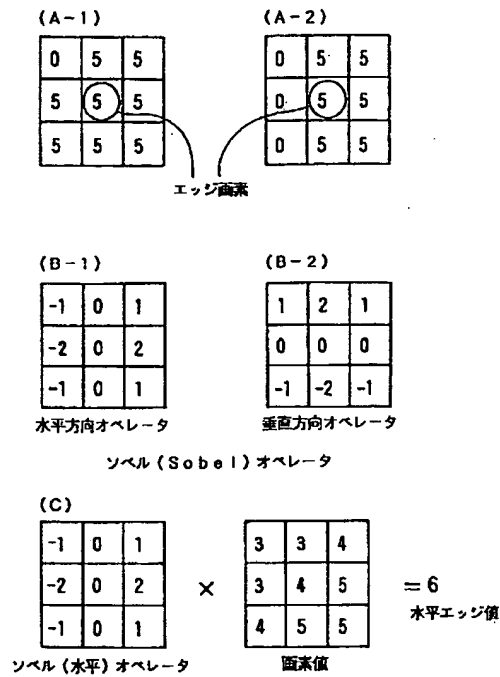 (A-1) (A-2)
0 5 5 0 5 5
5 5 5 0 5 5
5 5 5 0 5 5
エッジ画素
(B-1) (B-2)
-1 0 1 1 2 1
-2 0 2 0 0 0
-1 0 1 -1 -2 -1
水平方向オペレータ 垂直方向オペレータ
ソベル(Sobel)オペレータ
(C)
-1 0 1 3 3 4
-2 0 2 × 3 4 5 =6
-1 0 1 4 5 5
水平エッジ値
ソベル(水平)オペレータ 画素値